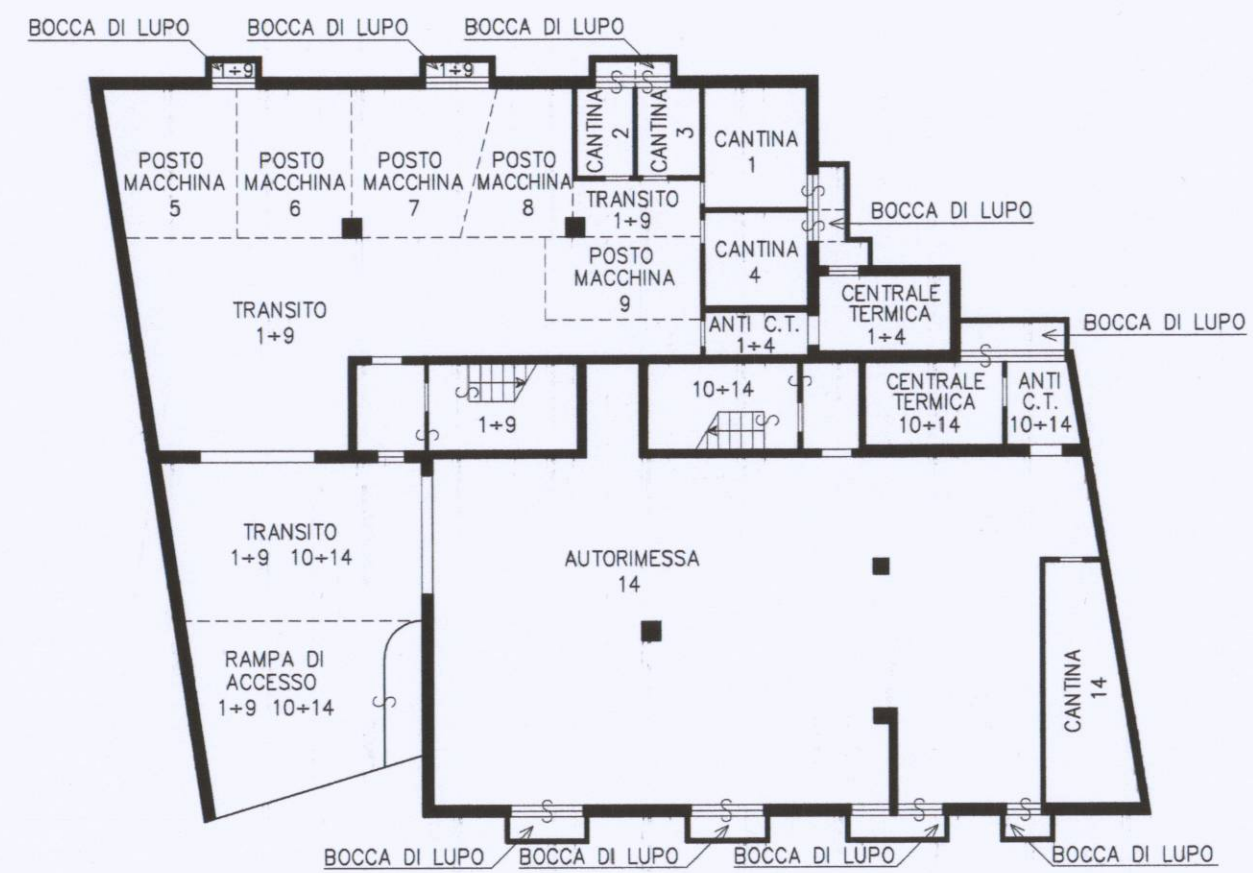 BOCCA DI LUPO
BOCCA DI LUPO
BOCCA DI LUPO
1÷9
1÷9
POSTO
MACCHINA
5
POSTO
MACCHINA
6
POSTO
MACCHINA
7
POSTO
MACCHINA
8
CANTINA
2
CANTINA
3
CANTINA
1
TRANSITO
1÷9
BOCCA DI LUPO
POSTO
MACCHINA
9
CANTINA
4
TRANSITO
1÷9
ANTI C.T.
1÷4
CENTRALE
TERMICA
1÷4
BOCCA DI LUPO
1÷9
10÷14
CENTRALE
TERMICA
10÷14
ANTI
C.T.
10÷14
TRANSITO
1÷9 10÷14
AUTORIMESSA
14
RAMPA DI
ACCESSO
1÷9 10÷14
CANTINA
14
BOCCA DI LUPO
BOCCA DI LUPO
BOCCA DI LUPO
BOCCA DI LUPO